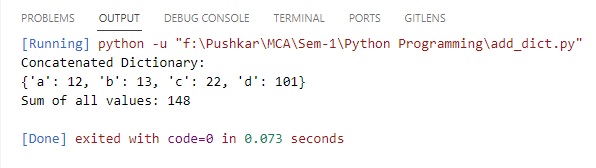 PROBLEMS OUTPUT DEBUG CONSOLE TERMINAL PORTS GITLENS
[Running] python -u "f:\Pushkar\MCA\Sem-1\Python Programming\add_dict.py"
Concatenated Dictionary:
{'a': 12, 'b': 13, 'c': 22, 'd': 101}
Sum of all values: 148
[Done] exited with code=0 in 0.073 seconds